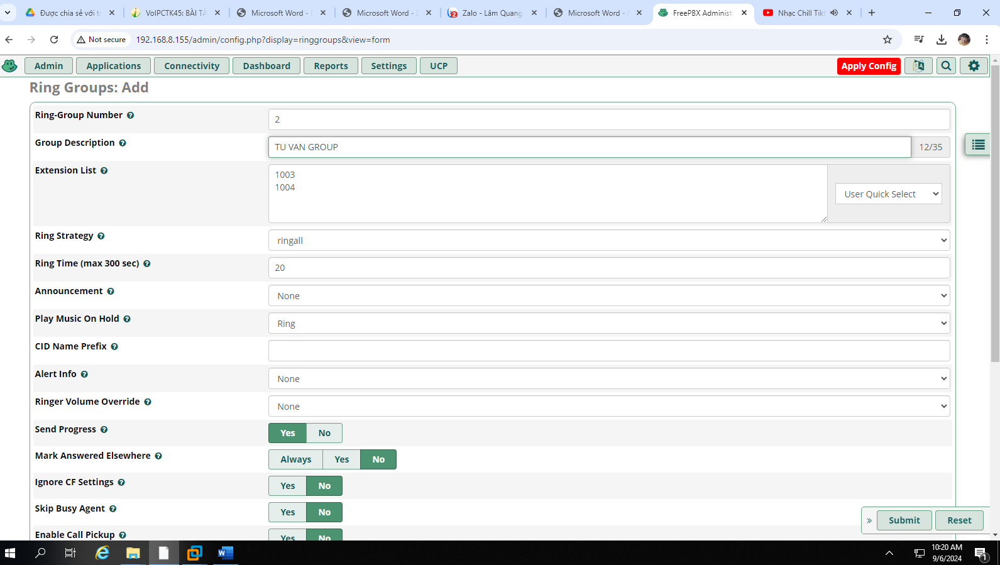 Được chia sẻ với t
VoIPCTK45: BÀI TẬ
Microsoft Word -
Microsoft Word -
Zalo - Lâm Quang
Microsoft Word -
FreePBX Administ
Nhạc Chill Tikt
Not secure
192.168.8.155/admin/config.php?display=ringgroups&view=form
Admin
Applications
Connectivity
Dashboard
Reports
Settings
UCP
Apply Config
Ring Groups: Add
Ring-Group Number
2
Group Description
TU VAN GROUP
12/35
Extension List
1003
1004
User Quick Select
Ring Strategy
ringall
Ring Time (max 300 sec)
20
Announcement
None
Play Music On Hold
Ring
CID Name Prefix
Alert Info
None
Ringer Volume Override
None
Send Progress
Yes
No
Mark Answered Elsewhere
Always
Yes
No
Ignore CF Settings
Yes
No
Skip Busy Agent
Yes
No
Enable Call Pickup
Yes
No
» Submit
Reset
10:20 AM
9/6/2024
1